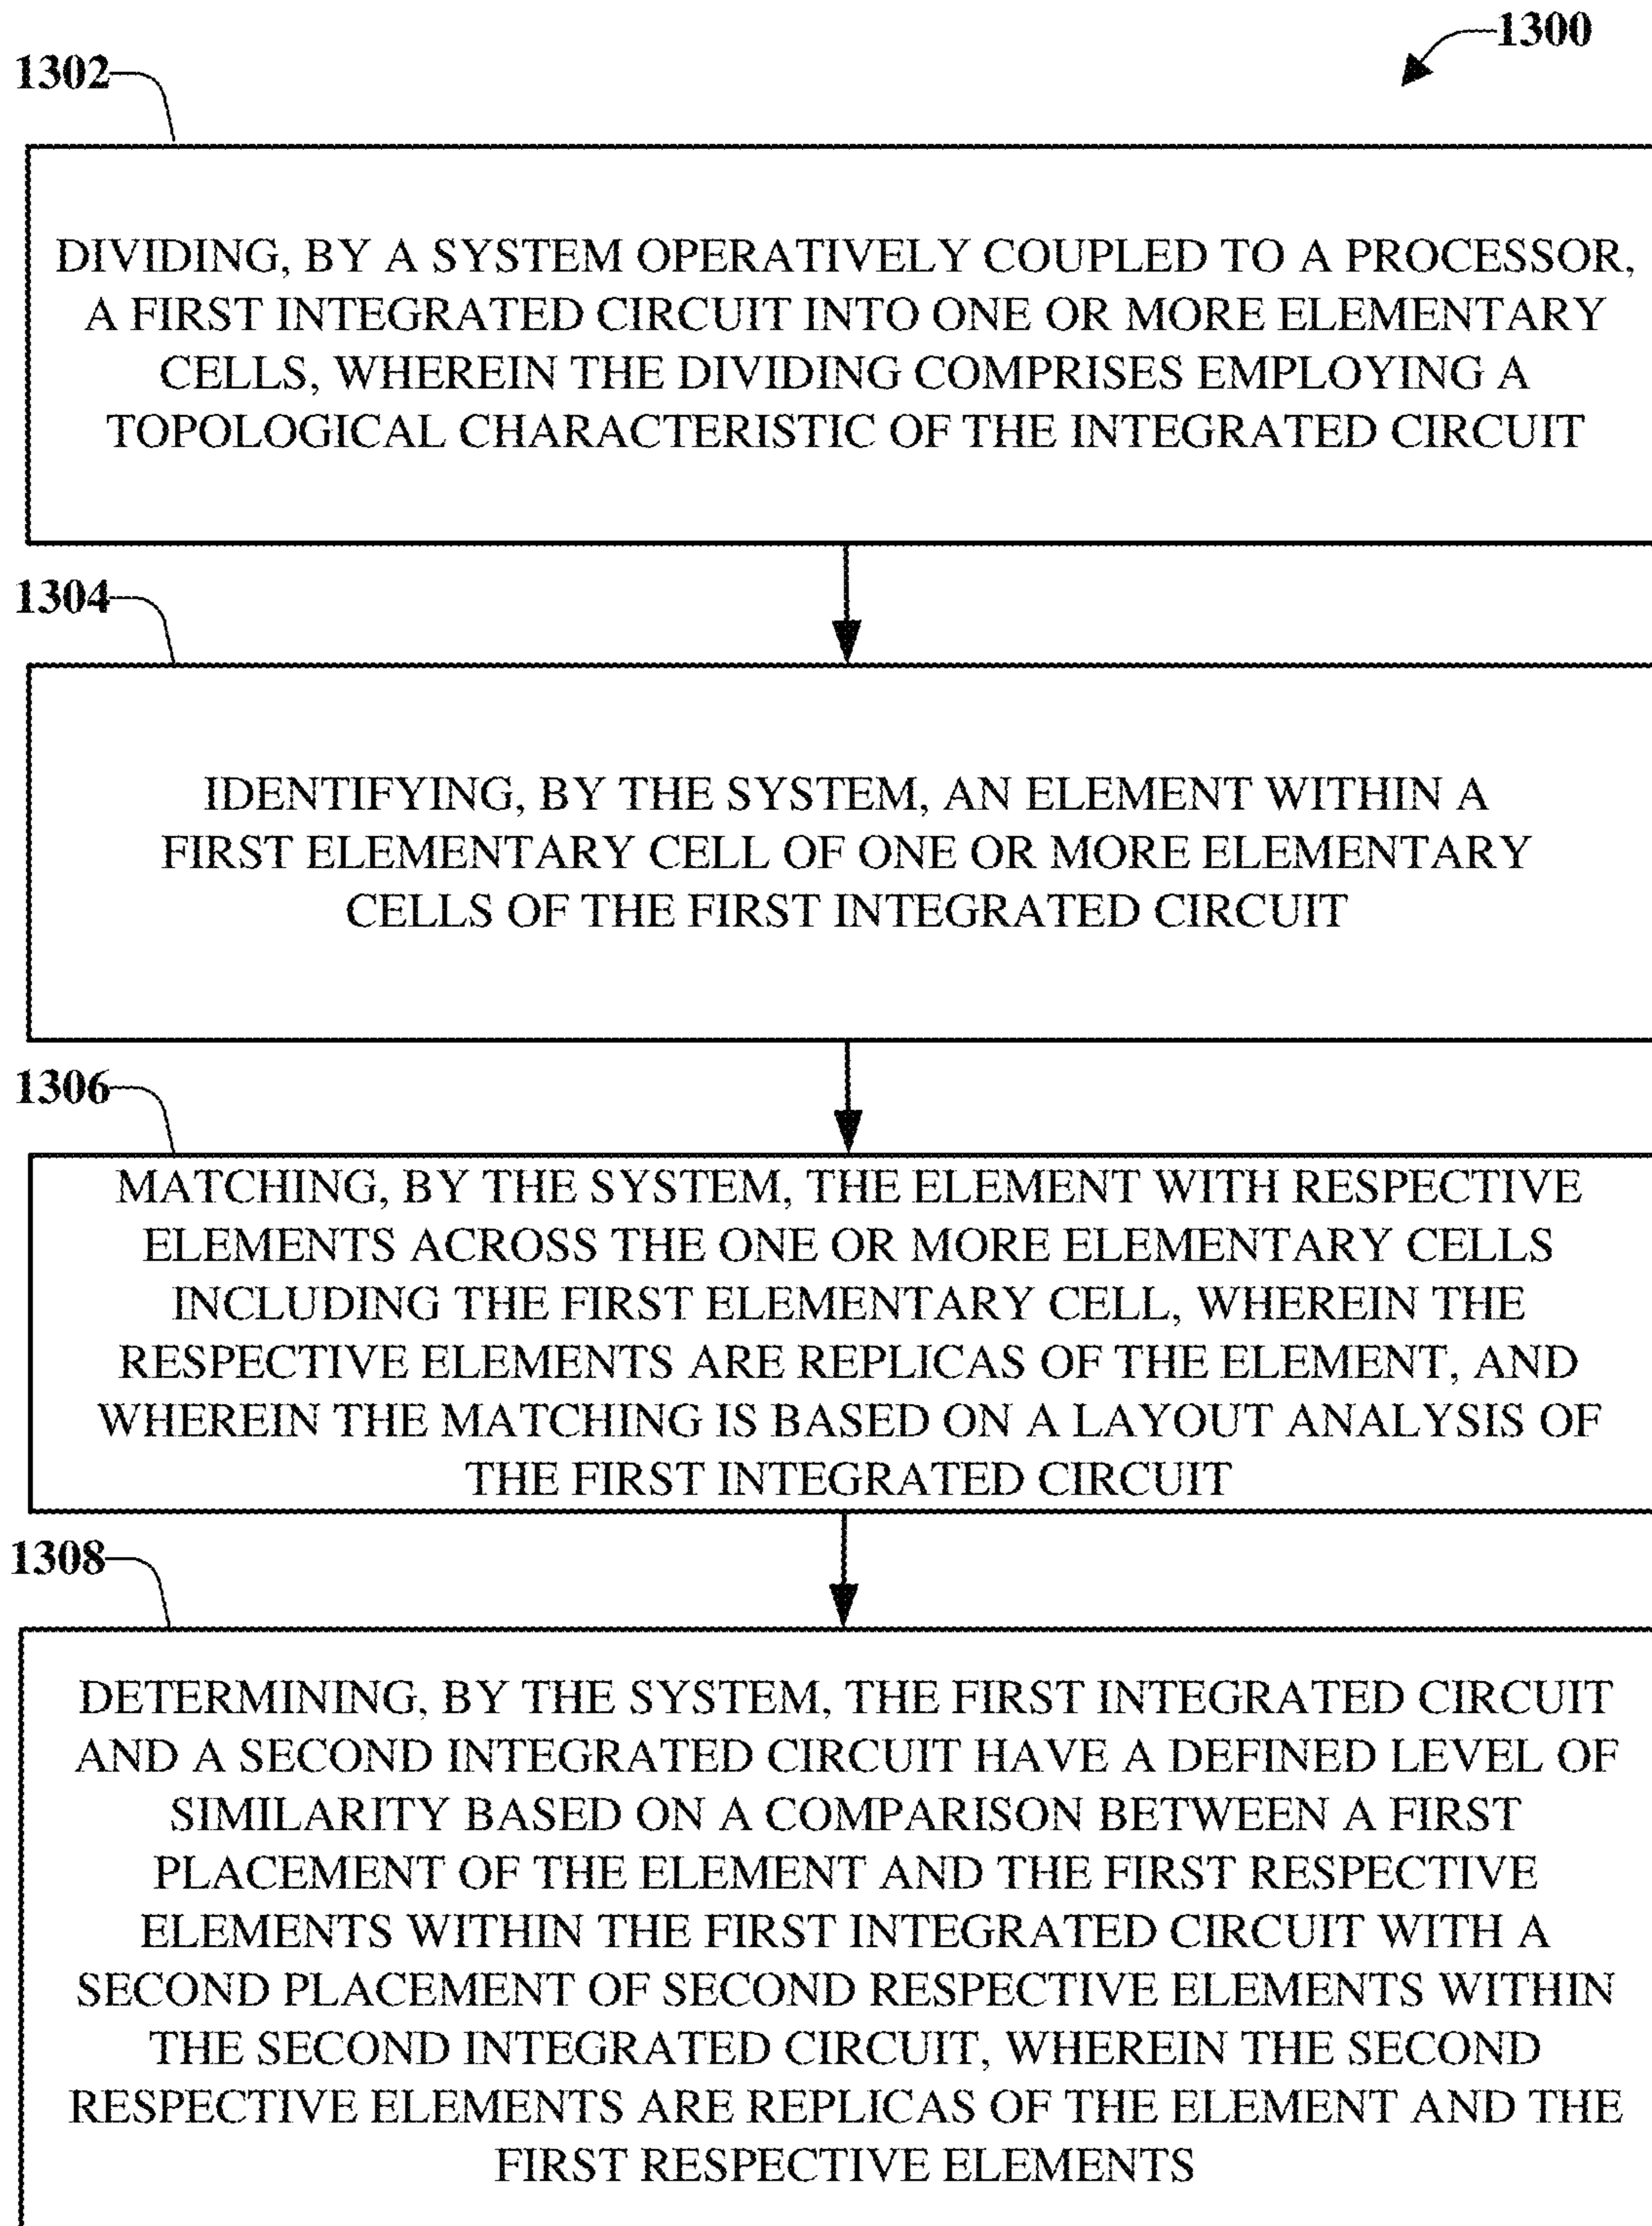 1300
1302
DIVIDING, BY A SYSTEM OPERATIVELY COUPLED TO A PROCESSOR,
A FIRST INTEGRATED CIRCUIT INTO ONE OR MORE ELEMENTARY
CELLS, WHEREIN THE DIVIDING COMPRISES EMPLOYING A
TOPOLOGICAL CHARACTERISTIC OF THE INTEGRATED CIRCUIT
1304
IDENTIFYING, BY THE SYSTEM, AN ELEMENT WITHIN A
FIRST ELEMENTARY CELL OF ONE OR MORE ELEMENTARY
CELLS OF THE FIRST INTEGRATED CIRCUIT
1306
MATCHING, BY THE SYSTEM, THE ELEMENT WITH RESPECTIVE
ELEMENTS ACROSS THE ONE OR MORE ELEMENTARY CELLS
INCLUDING THE FIRST ELEMENTARY CELL, WHEREIN THE
RESPECTIVE ELEMENTS ARE REPLICAS OF THE ELEMENT, AND
WHEREIN THE MATCHING IS BASED ON A LAYOUT ANALYSIS OF
THE FIRST INTEGRATED CIRCUIT
1308
DETERMINING, BY THE SYSTEM, THE FIRST INTEGRATED CIRCUIT
AND A SECOND INTEGRATED CIRCUIT HAVE A DEFINED LEVEL OF
SIMILARITY BASED ON A COMPARISON BETWEEN A FIRST
PLACEMENT OF THE ELEMENT AND THE FIRST RESPECTIVE
ELEMENTS WITHIN THE FIRST INTEGRATED CIRCUIT WITH A
SECOND PLACEMENT OF SECOND RESPECTIVE ELEMENTS WITHIN
THE SECOND INTEGRATED CIRCUIT, WHEREIN THE SECOND
RESPECTIVE ELEMENTS ARE REPLICAS OF THE ELEMENT AND THE
FIRST RESPECTIVE ELEMENTS